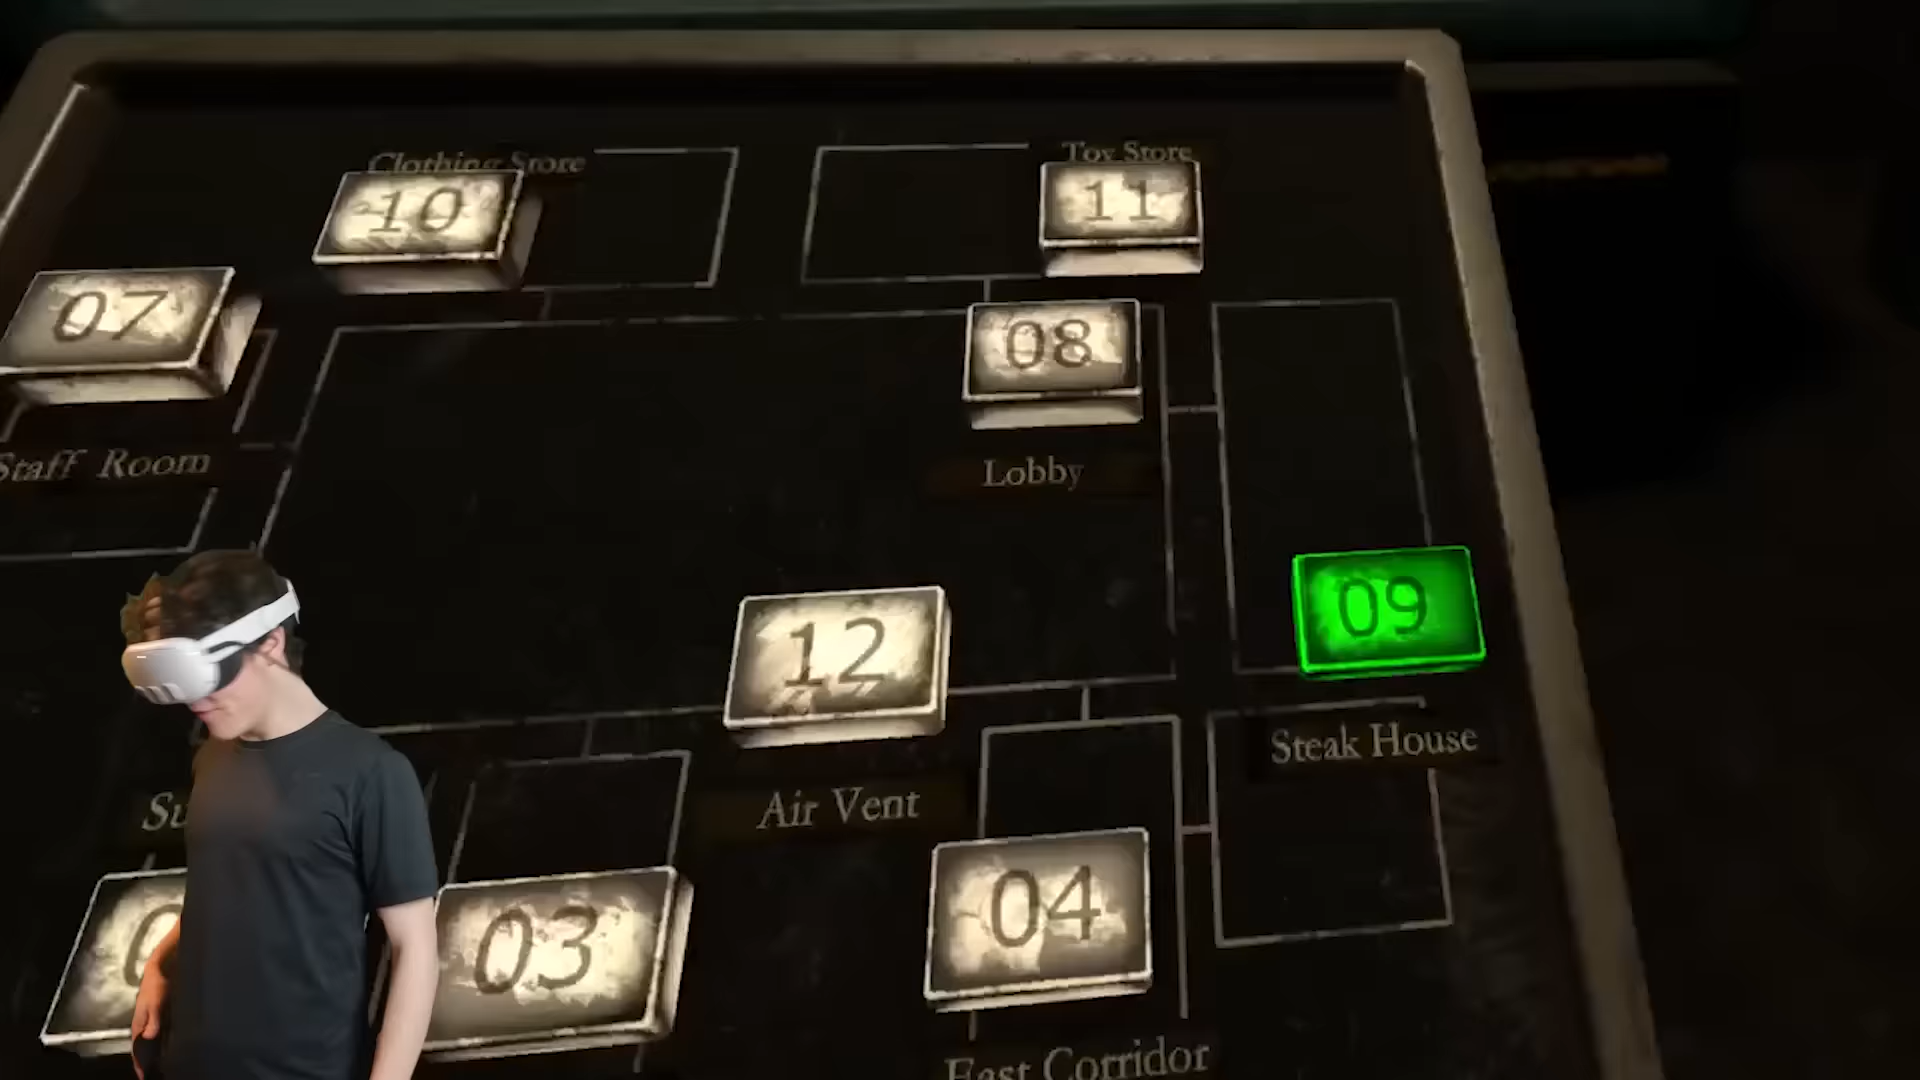 Clothing Store
Toy Store
10
11
07
08
Staff Room
Lobby
09
12
Steak House
Air Vent
04
03
East Corridor